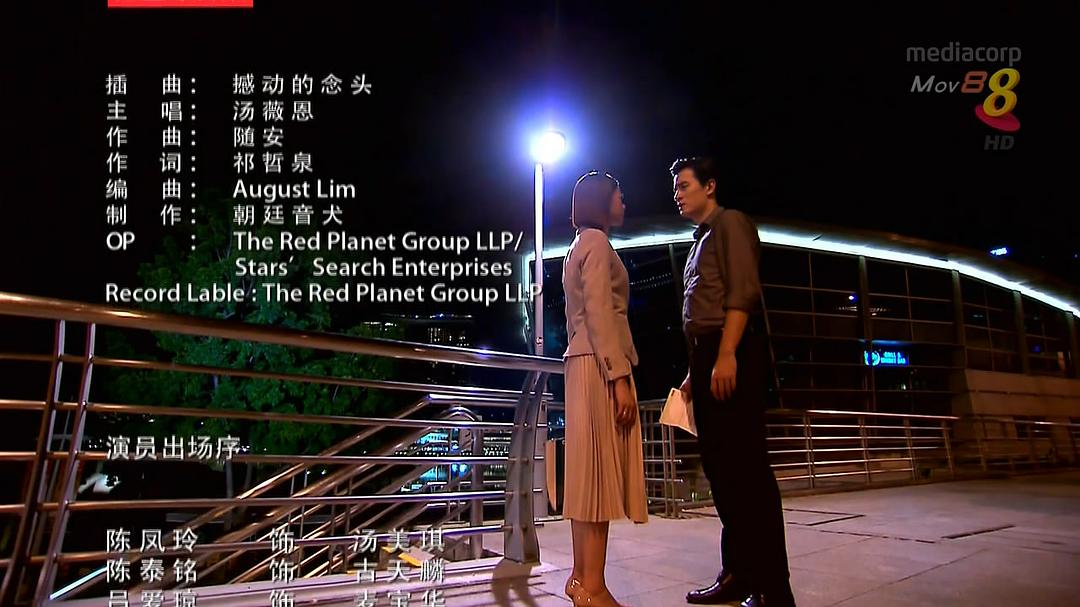 mediacorp
Mov8 8
HD
插 曲： 撼动的念头
主 唱： 汤薇恩
作 曲： 随安
作 词： 祁哲泉
编 曲： August Lim
制 作： 朝廷音犬
OP ： The Red Planet Group LLP/
Stars' Search Enterprises
Record Lable : The Red Planet Group LLP
演员出场序
陈凤玲 饰 汤美琪
陈泰铭 饰 古天麟